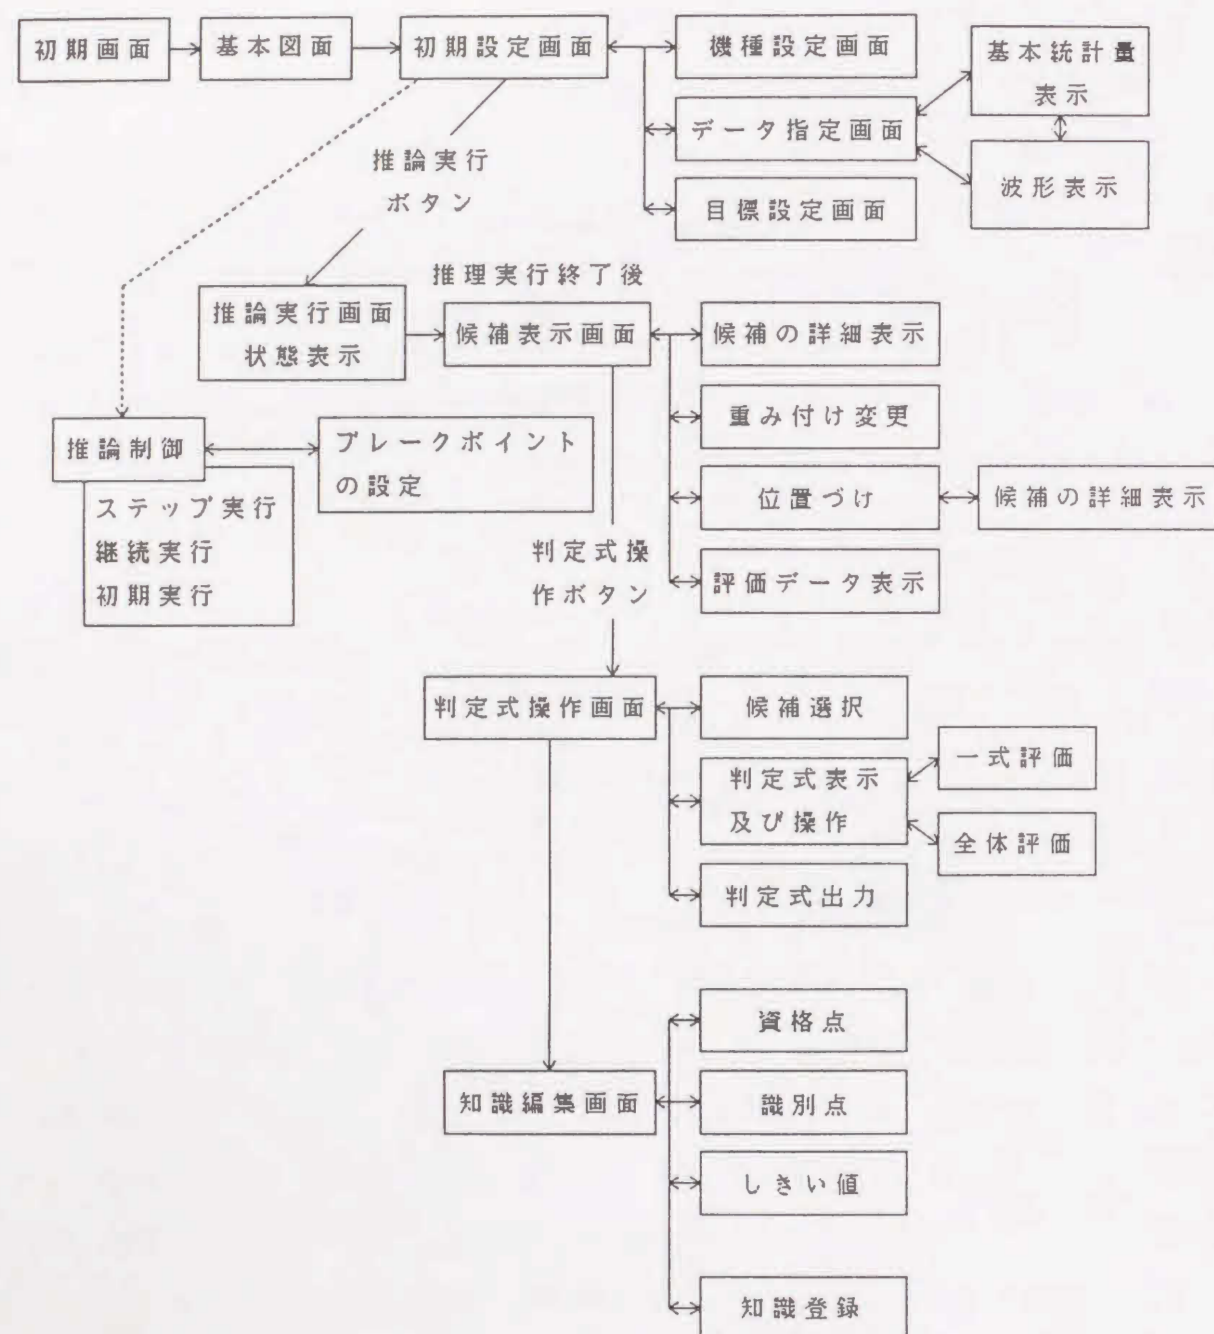 初期画面
基本図面
初期設定画面
機種設定画面
基本統計量
表示
データ指定画面
波形表示
目標設定画面
推論実行
ボタン
推理実行終了後
推論実行画面
状態表示
候補表示画面
候補の詳細表示
重み付け変更
位置づけ
候補の詳細表示
評価データ表示
推論制御
ブレークポイント
の設定
ステップ実行
継続実行
初期実行
判定式操
作ボタン
判定式操作画面
候補選択
判定式表示
及び操作
一式評価
全体評価
判定式出力
知識編集画面
資格点
識別点
しきい値
知識登録